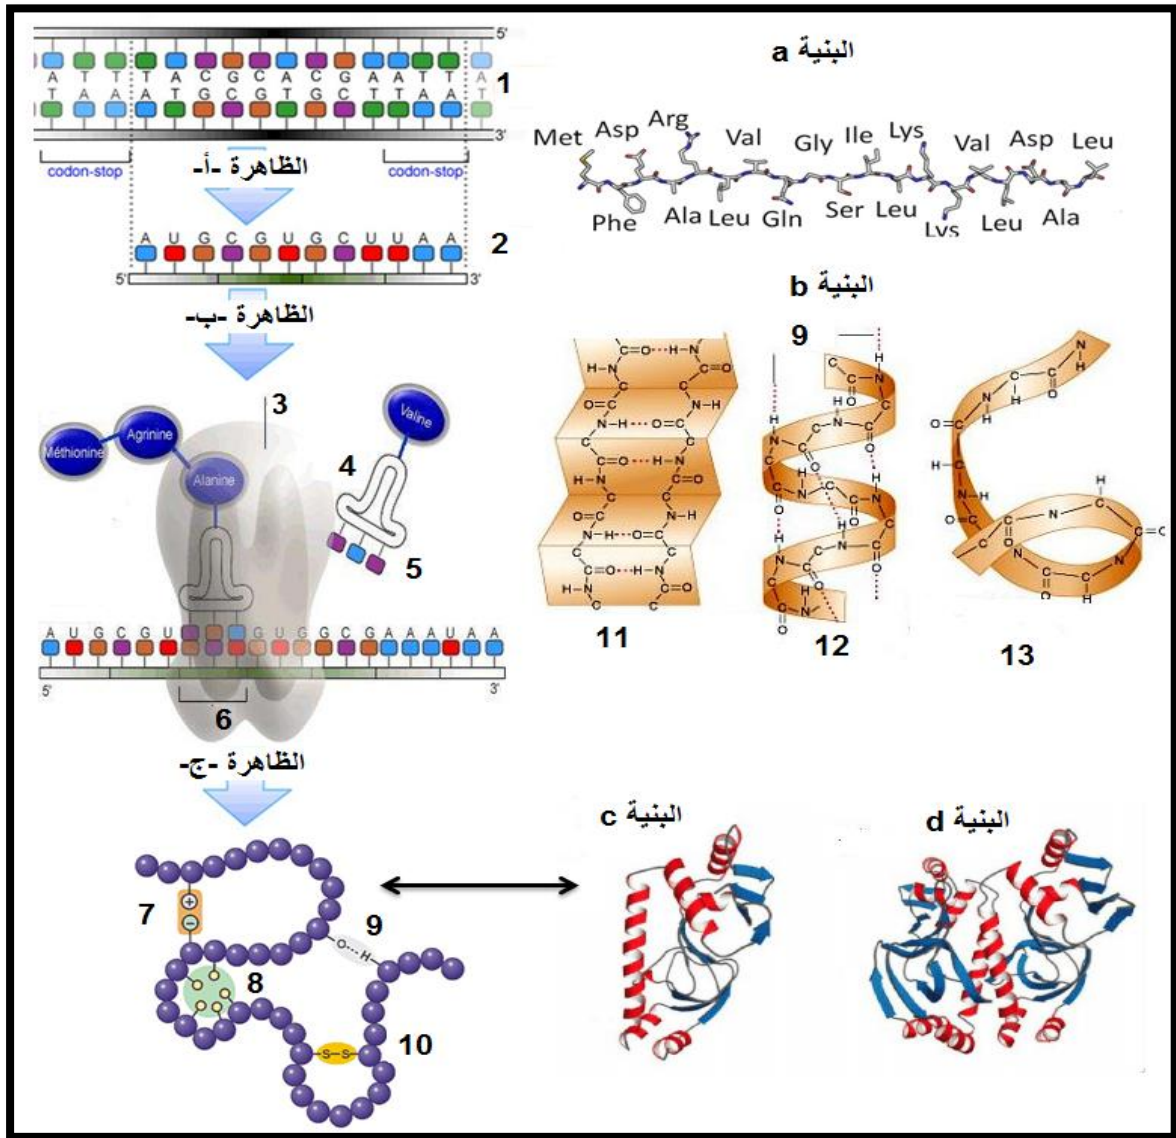 5'
A T T T A C G C A C G A A T T A
1
T A A A T G C G T G C T T A A T
3'
codon-stop
الظاهرة -أ-
codon-stop
A U G C G U G C U U A A
2
5' 3'
الظاهرة -ب-
3
Méthionine
Agrinine
Alanine
Valine
4
5
A U G C G U G U G G C G A A A U A A
5' 3'
6
الظاهرة -ج-
7
+
−
8
9
O H
S-S
10
البنية a
Met Asp Arg Val Gly Ile Lys Val Asp Leu
Phe Ala Leu Gln Ser Leu Lys Leu Ala
البنية b
9
11
12
13
البنية c
البنية d